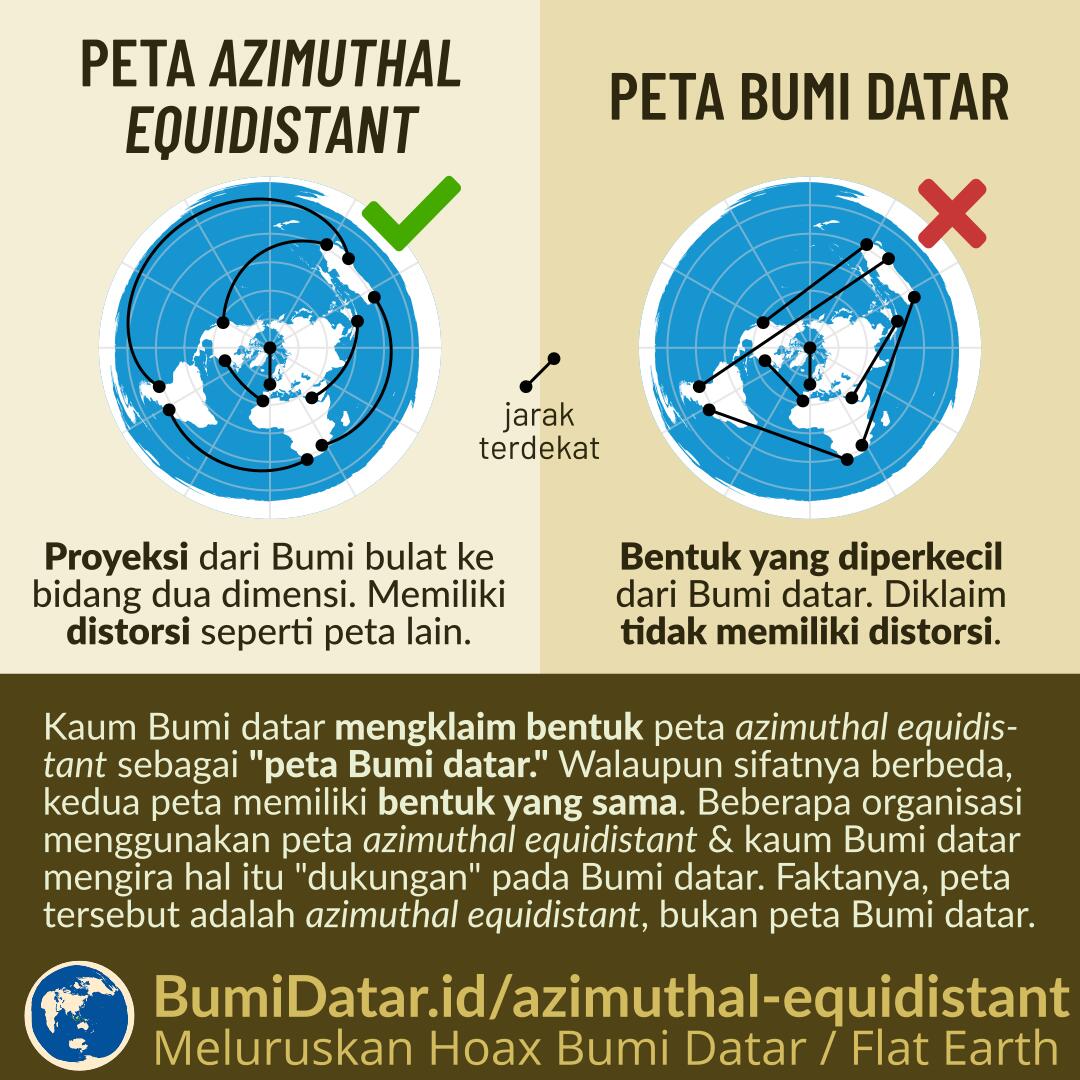 PETA AZIMUTHAL
EQUIDISTANT
PETA BUMI DATAR
jarak
terdekat
Proyeksi dari Bumi bulat ke
bidang dua dimensi. Memiliki
distorsi seperti peta lain.
Bentuk yang diperkecil
dari Bumi datar. Diklaim
tidak memiliki distorsi.
Kaum Bumi datar mengklaim bentuk peta azimuthal equidis-
tant sebagai "peta Bumi datar." Walaupun sifatnya berbeda,
kedua peta memiliki bentuk yang sama. Beberapa organisasi
menggunakan peta azimuthal equidistant & kaum Bumi datar
mengira hal itu "dukungan" pada Bumi datar. Faktanya, peta
tersebut adalah azimuthal equidistant, bukan peta Bumi datar.
BumiDatar.id/azimuthal-equidistant
Meluruskan Hoax Bumi Datar / Flat Earth